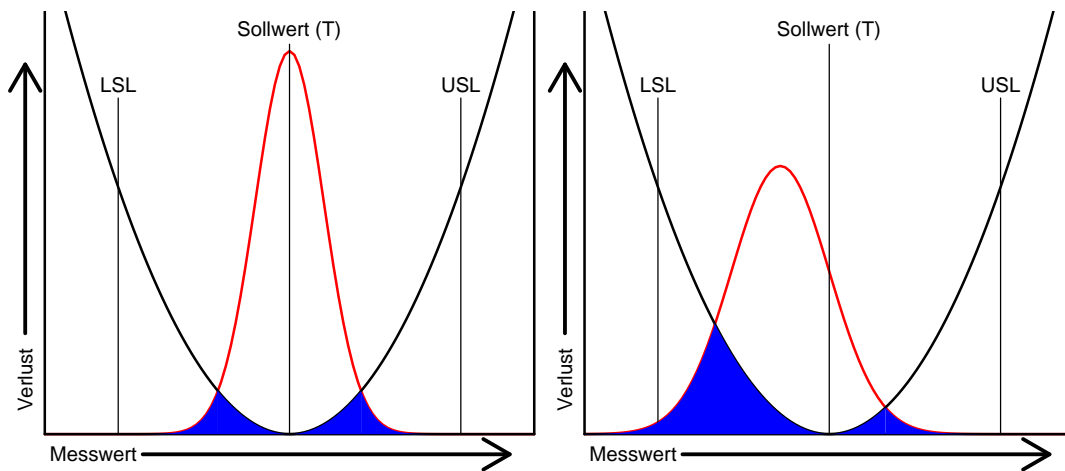 Sollwert (T)
LSL
USL
Verlust
Messwert
Sollwert (T)
LSL
USL
Verlust
Messwert